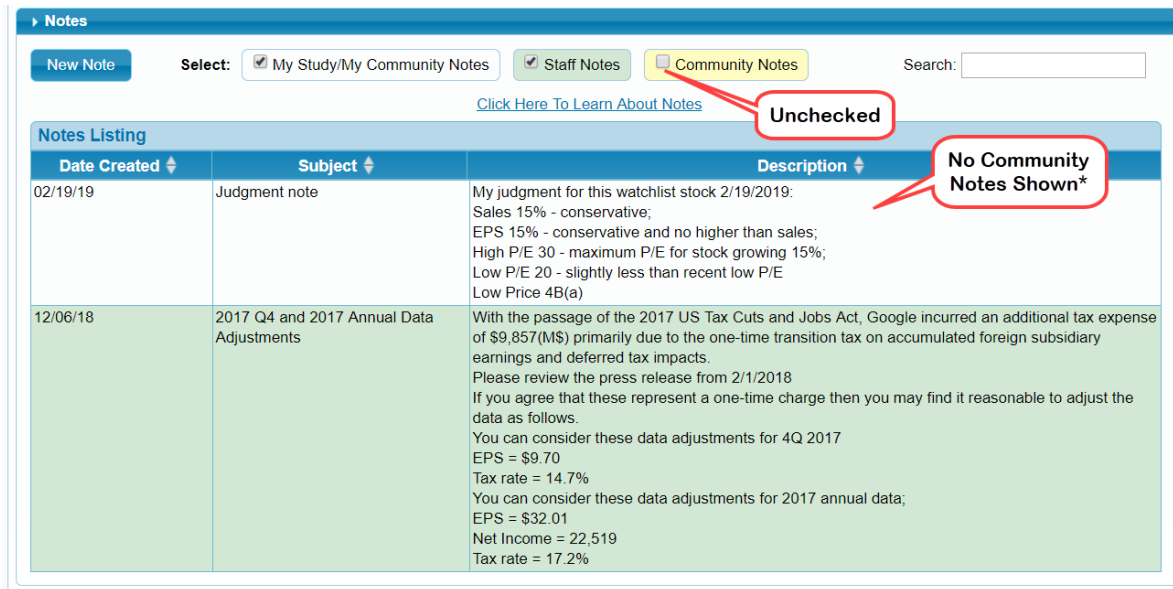 Notes
New Note Select: My Study/My Community Notes Staff Notes Community Notes Search:
Click Here To Learn About Notes
Unchecked
Notes Listing
Date Created Subject Description
No Community
Notes Shown*
02/19/19 Judgment note My judgment for this watchlist stock 2/19/2019:
Sales 15% - conservative;
EPS 15% - conservative and no higher than sales;
High P/E 30 - maximum P/E for stock growing 15%;
Low P/E 20 - slightly less than recent low P/E
Low Price 4B(a)
12/06/18 2017 Q4 and 2017 Annual Data With the passage of the 2017 US Tax Cuts and Jobs Act, Google incurred an additional tax expense
Adjustments of $9,857(M$) primarily due to the one-time transition tax on accumulated foreign subsidiary
earnings and deferred tax impacts.
Please review the press release from 2/1/2018
If you agree that these represent a one-time charge then you may find it reasonable to adjust the
data as follows.
You can consider these data adjustments for 4Q 2017
EPS = $9.70
Tax rate = 14.7%
You can consider these data adjustments for 2017 annual data;
EPS = $32.01
Net Income = 22,519
Tax rate = 17.2%